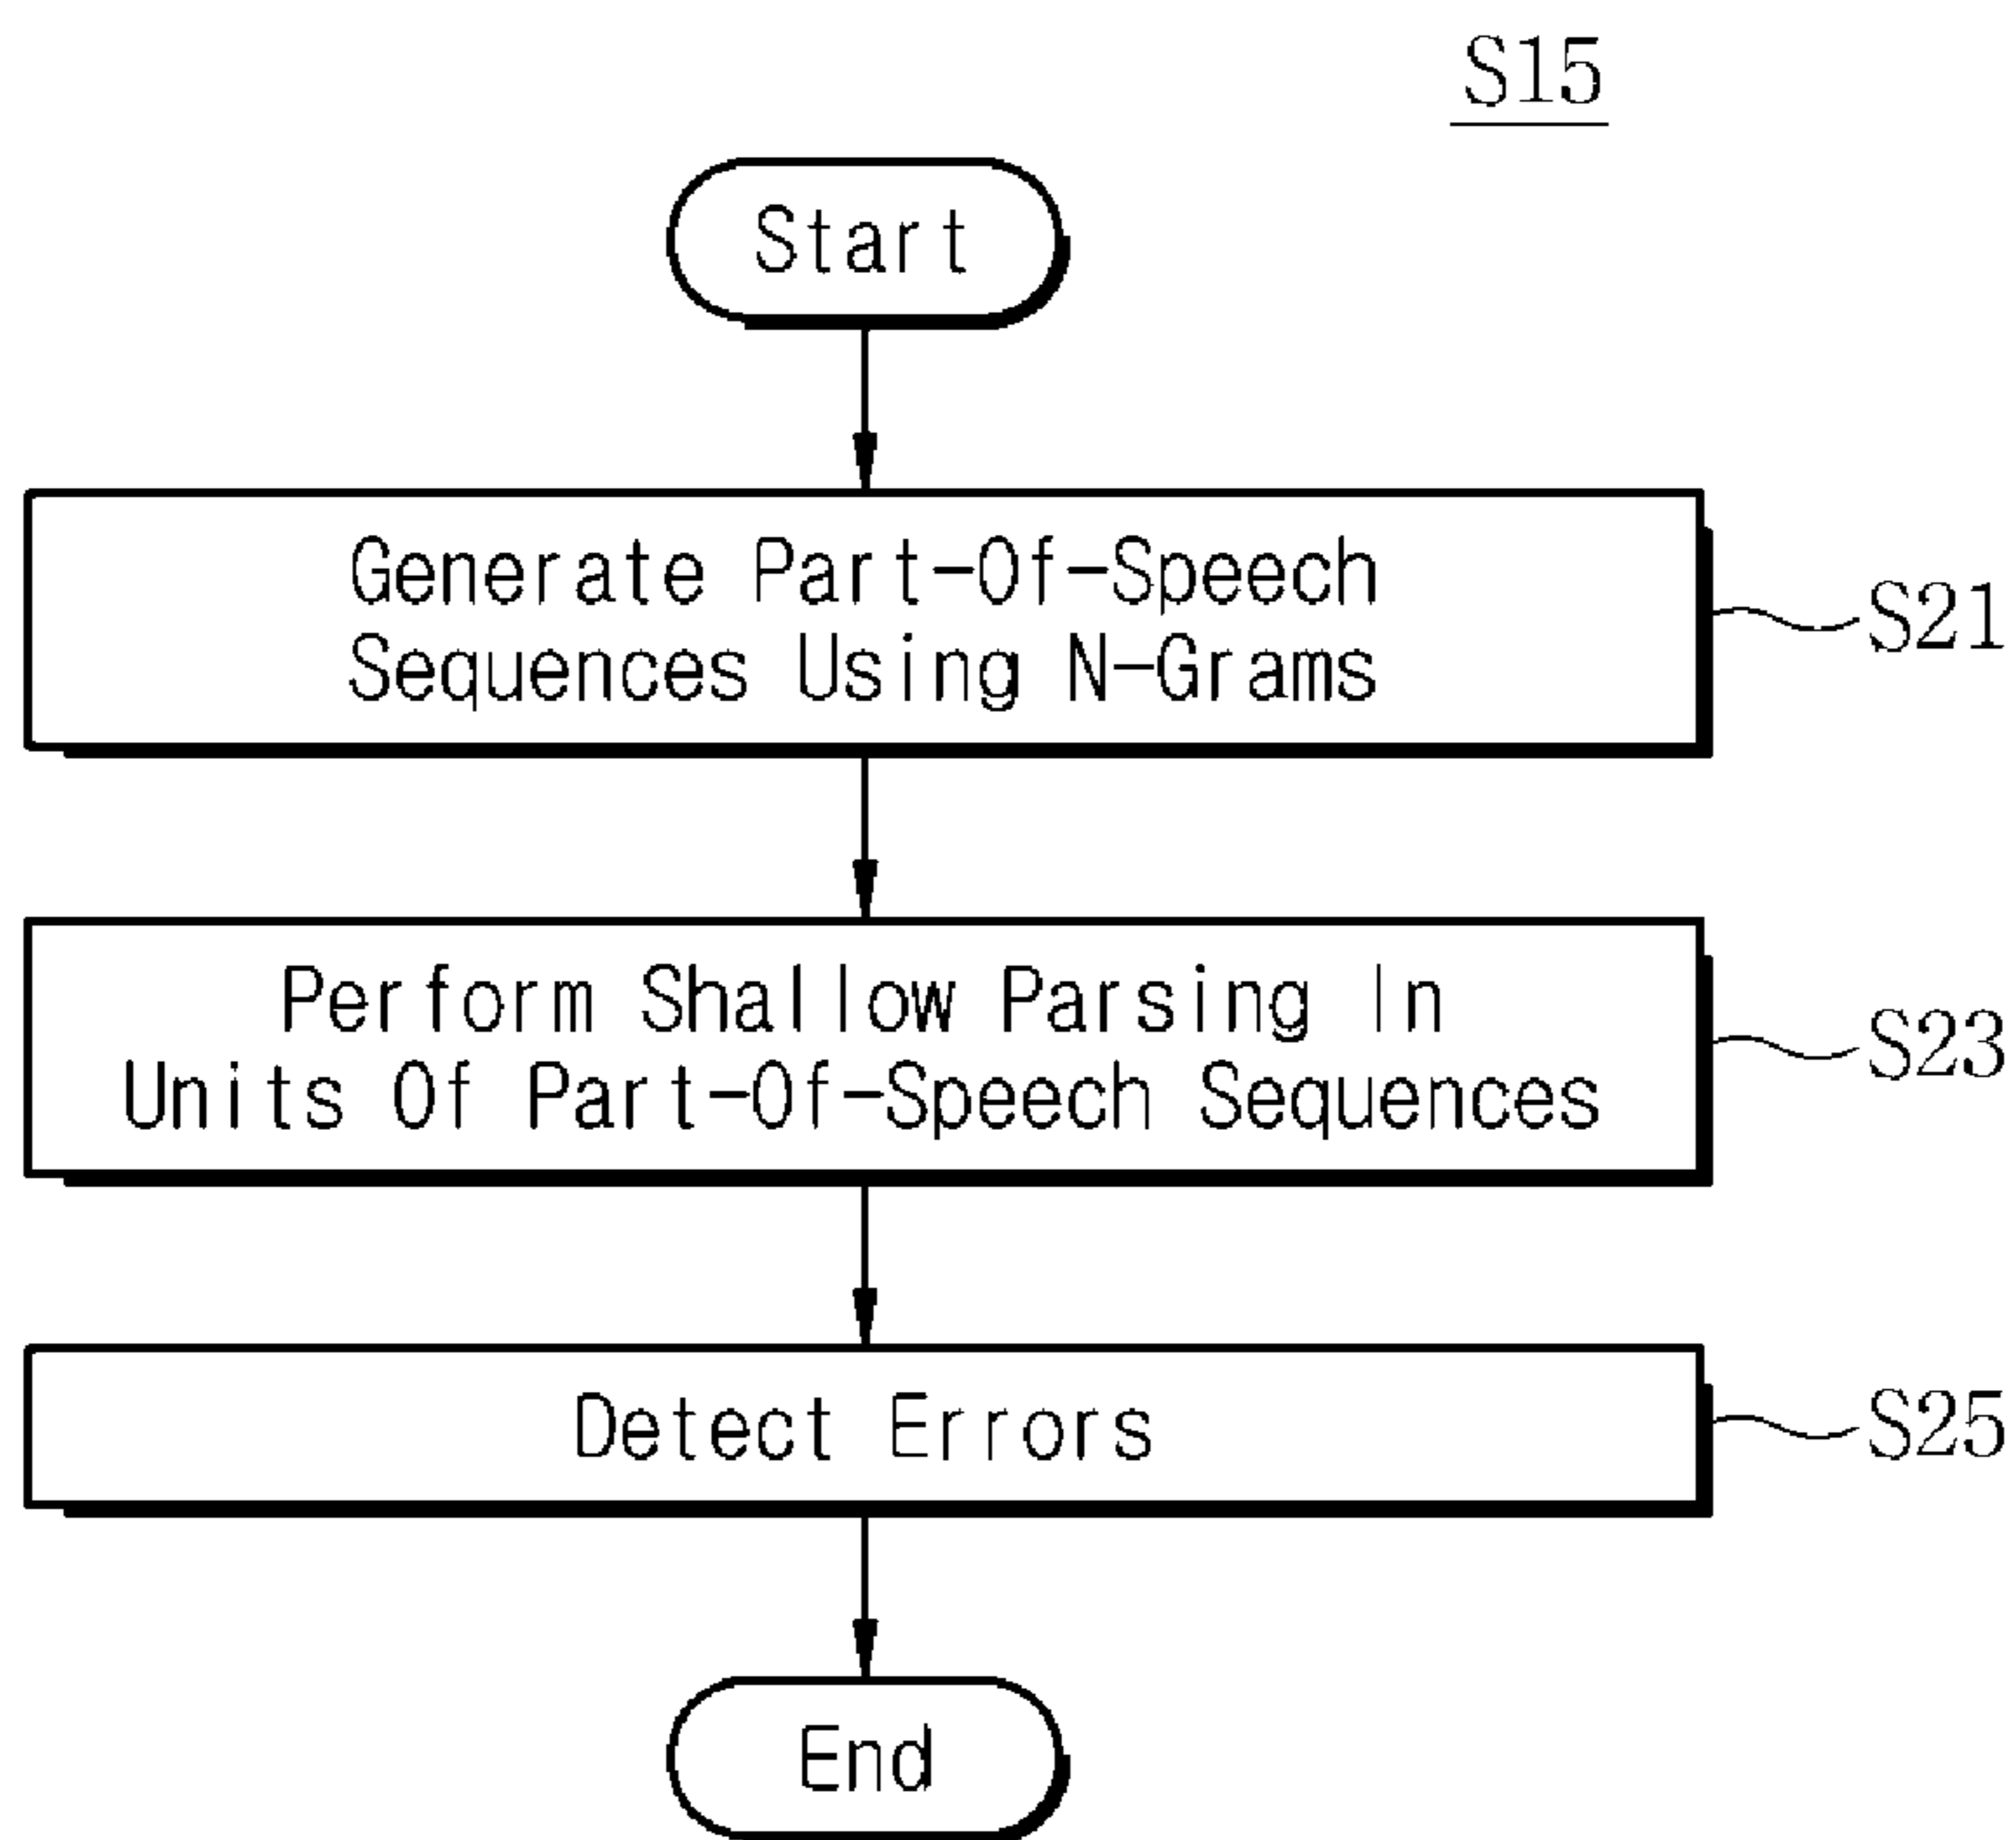 S15
Start
Generate Part-Of-Speech
Sequences Using N-Grams
S21
Perform Shallow Parsing In
Units Of Part-Of-Speech Sequences
S23
Detect Errors
S25
End